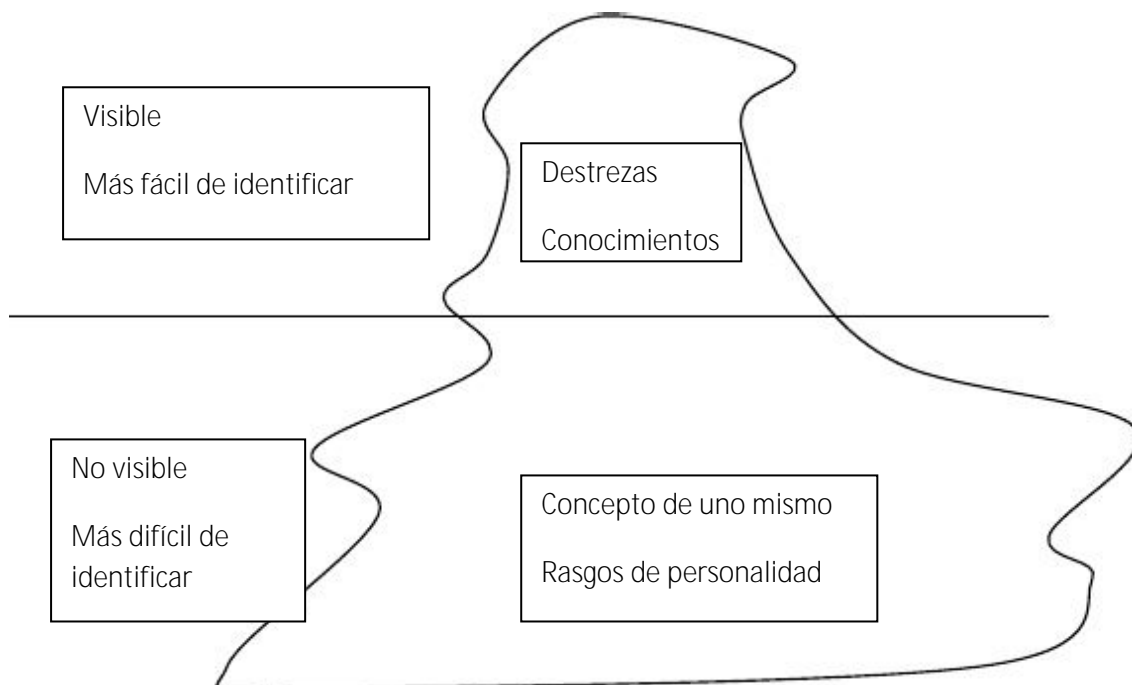 Visible
Más fácil de identificar
Destrezas
Conocimientos
No visible
Más difícil de
identificar
Concepto de uno mismo
Rasgos de personalidad